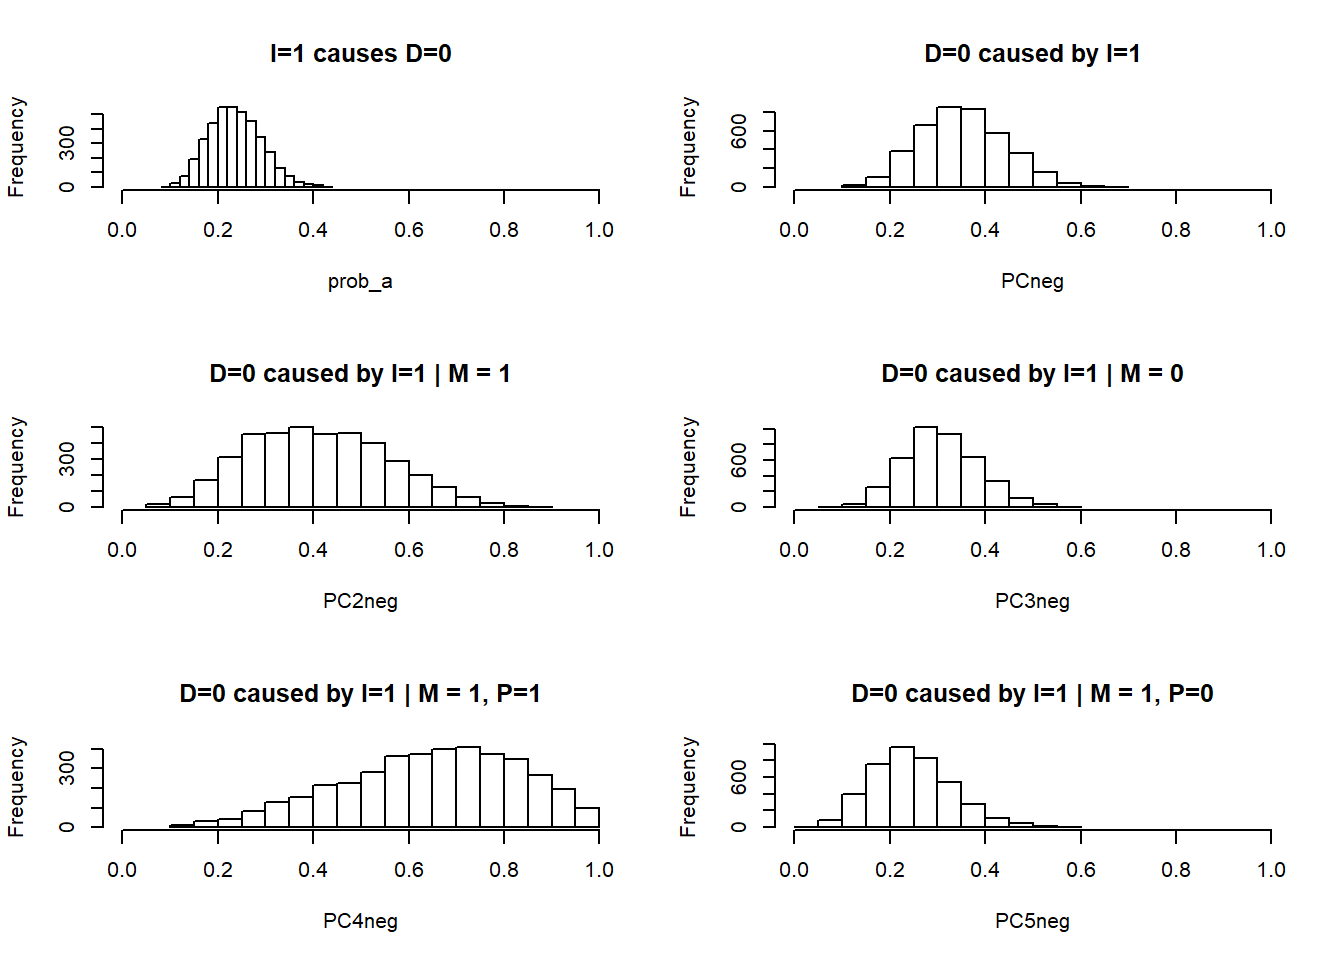 I=1 causes D=0
Frequency
300
0
0.0 0.2 0.4 0.6 0.8 1.0
prob_a
D=0 caused by I=1
Frequency
600
0
0.0 0.2 0.4 0.6 0.8 1.0
PCneg
D=0 caused by I=1 | M = 1
Frequency
300
0
0.0 0.2 0.4 0.6 0.8 1.0
PC2neg
D=0 caused by I=1 | M = 0
Frequency
600
0
0.0 0.2 0.4 0.6 0.8 1.0
PC3neg
D=0 caused by I=1 | M = 1, P=1
Frequency
300
0
0.0 0.2 0.4 0.6 0.8 1.0
PC4neg
D=0 caused by I=1 | M = 1, P=0
Frequency
600
0
0.0 0.2 0.4 0.6 0.8 1.0
PC5neg